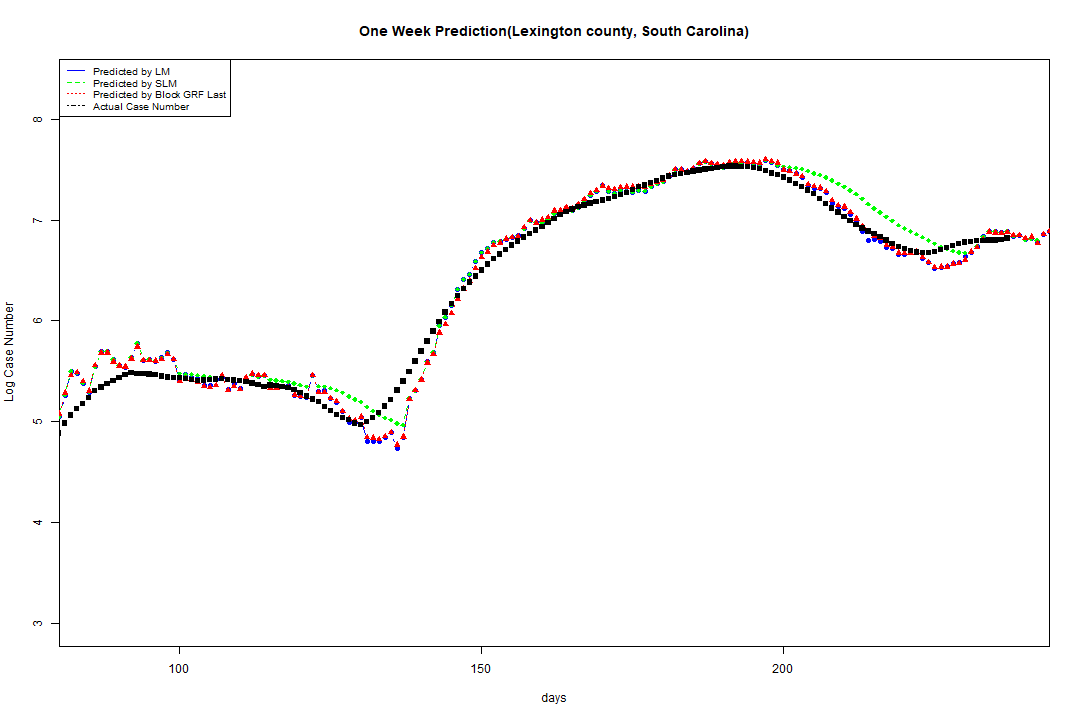 One Week Prediction(Lexington county, South Carolina)
Predicted by LM
Predicted by SLM
Predicted by Block GRF Last
Actual Case Number
Log Case Number
8
7
6
5
4
3
100
150
200
days